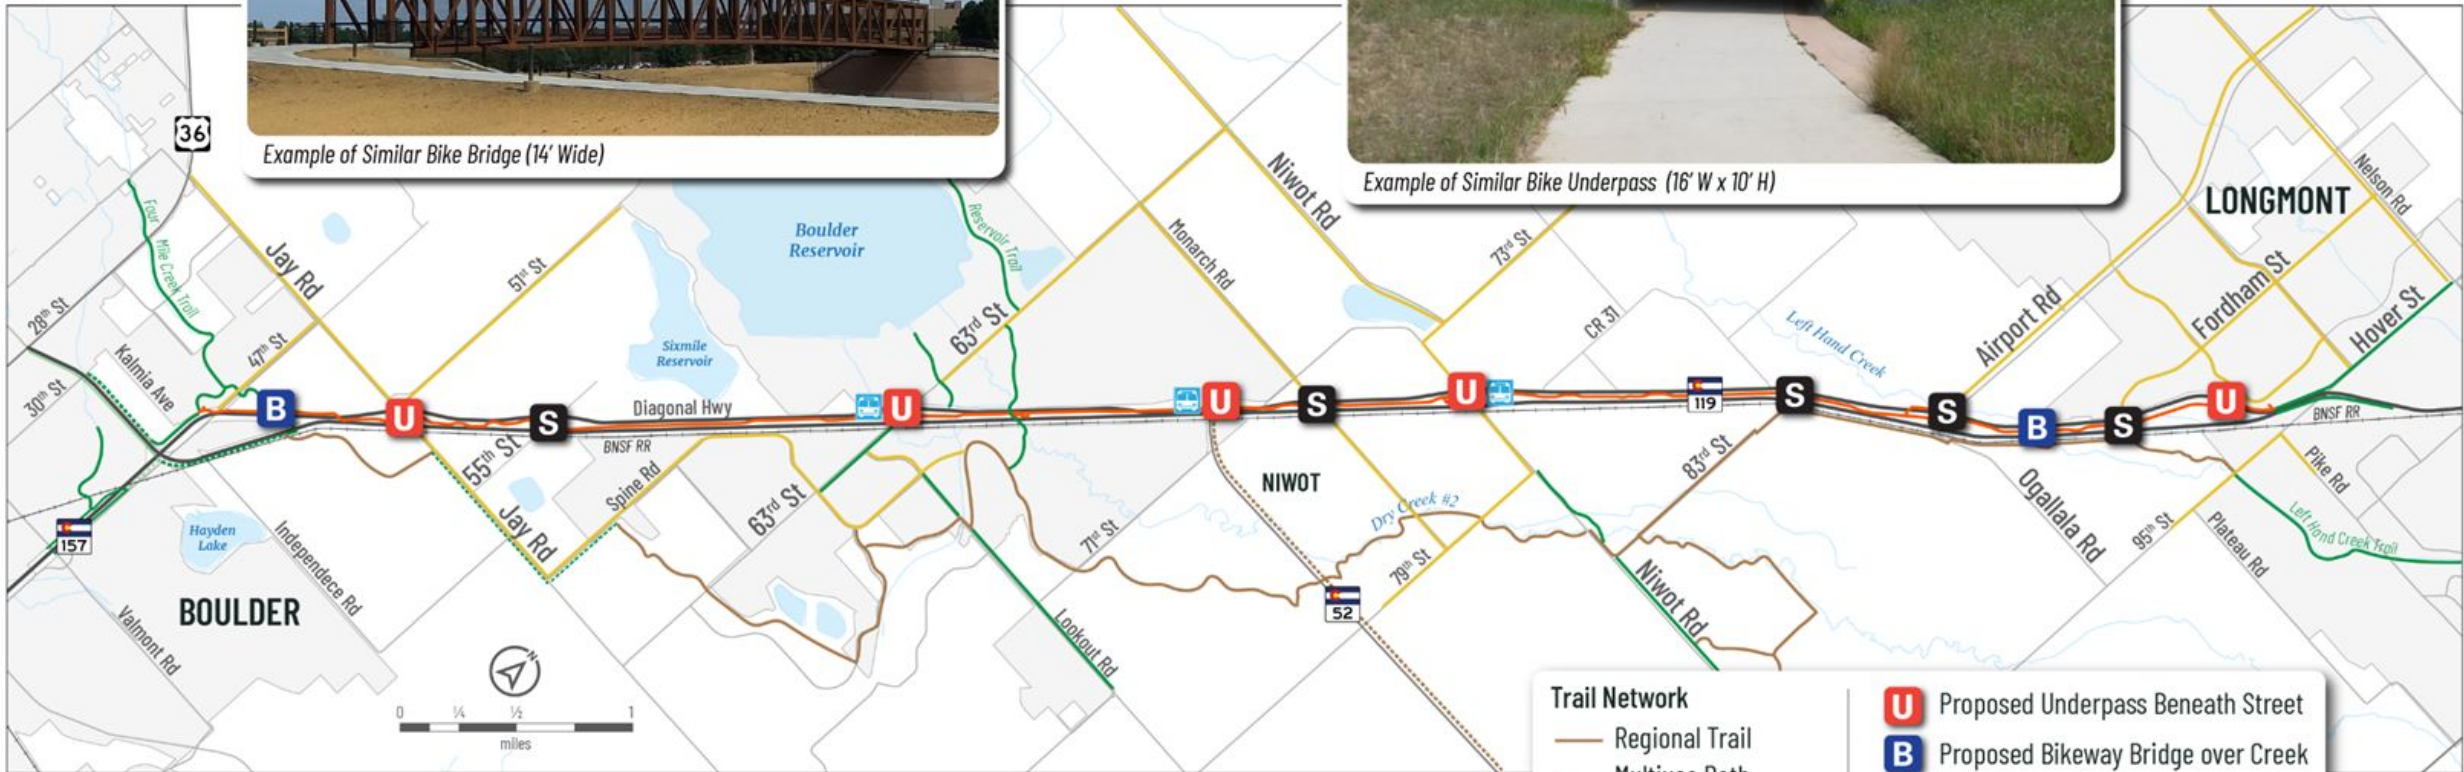 Example of Similar Bike Bridge (14' Wide)
Example of Similar Bike Underpass (16' W x 10' H)
36
Four Mile Creek Trail
Jay Rd
51st St
Boulder
Reservoir
Reservoir Trail
Niwot Rd
Monarch Rd
73rd St
LONGMONT
Nelson Rd
28th St
47th St
Kalmia Ave
30th St
Sixmile
Reservoir
63rd St
CR 31
Left Hand Creek
Airport Rd
Fordham St
Hover St
B
U
S
Diagonal Hwy
U
U
S
U
119
S
S
B
S
U
BNSF RR
BNSF RR
55th St
Spine Rd
Jay Rd
63rd St
71st St
NIWOT
Dry Creek #2
83rd St
Ogallala Rd
95th St
Pike Rd
Plateau Rd
Left Hand Creek Trail
157
Hayden
Lake
Independece Rd
BOULDER
Valmont Rd
Lookout Rd
79th St
52
Niwot Rd
N
0 ¼ ½ 1
miles
Trail Network
Regional Trail
U Proposed Underpass Beneath Street
B Proposed Bikeway Bridge over Creek